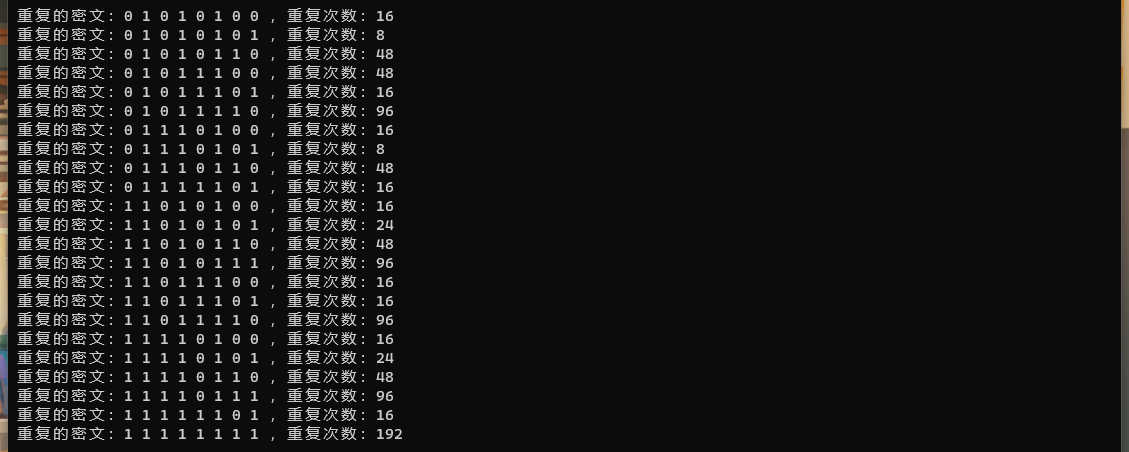 重复的密文: 0 1 0 1 0 1 0 0 , 重复次数: 16
重复的密文: 0 1 0 1 0 1 0 1 , 重复次数: 8
重复的密文: 0 1 0 1 0 1 1 0 , 重复次数: 48
重复的密文: 0 1 0 1 1 1 0 0 , 重复次数: 48
重复的密文: 0 1 0 1 1 1 0 1 , 重复次数: 16
重复的密文: 0 1 0 1 1 1 1 0 , 重复次数: 96
重复的密文: 0 1 1 1 0 1 0 0 , 重复次数: 16
重复的密文: 0 1 1 1 0 1 0 1 , 重复次数: 8
重复的密文: 0 1 1 1 0 1 1 0 , 重复次数: 48
重复的密文: 0 1 1 1 1 1 0 1 , 重复次数: 16
重复的密文: 1 1 0 1 0 1 0 0 , 重复次数: 16
重复的密文: 1 1 0 1 0 1 0 1 , 重复次数: 24
重复的密文: 1 1 0 1 0 1 1 0 , 重复次数: 48
重复的密文: 1 1 0 1 0 1 1 1 , 重复次数: 96
重复的密文: 1 1 0 1 1 1 0 0 , 重复次数: 16
重复的密文: 1 1 0 1 1 1 0 1 , 重复次数: 16
重复的密文: 1 1 0 1 1 1 1 0 , 重复次数: 96
重复的密文: 1 1 1 1 0 1 0 0 , 重复次数: 16
重复的密文: 1 1 1 1 0 1 0 1 , 重复次数: 24
重复的密文: 1 1 1 1 0 1 1 0 , 重复次数: 48
重复的密文: 1 1 1 1 0 1 1 1 , 重复次数: 96
重复的密文: 1 1 1 1 1 1 0 1 , 重复次数: 16
重复的密文: 1 1 1 1 1 1 1 1 , 重复次数: 192